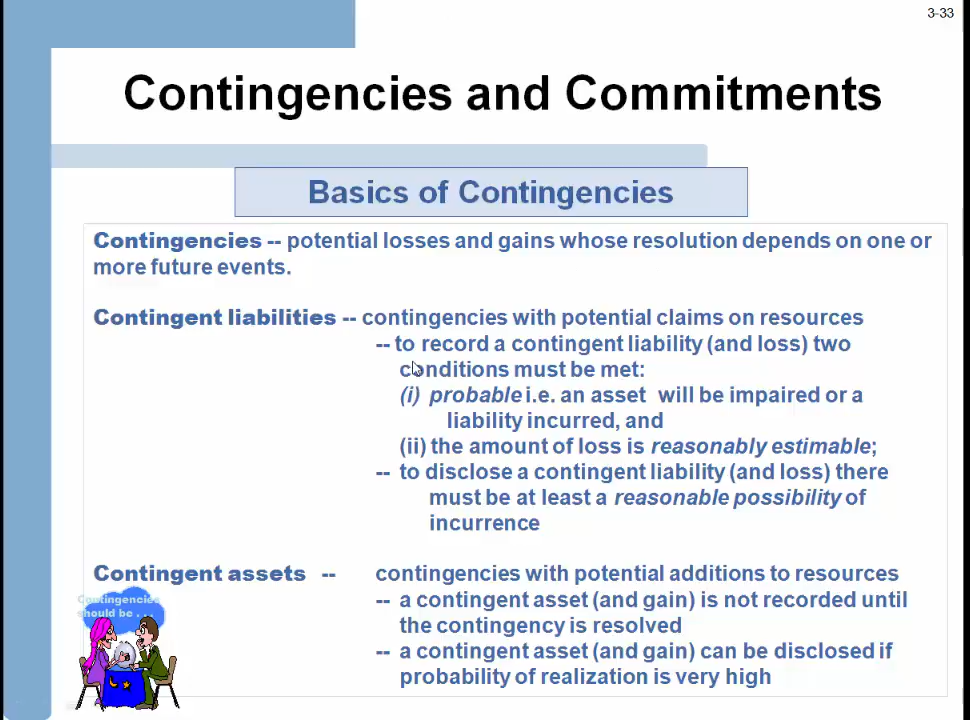 3-33
Contingencies and Commitments
Basics of Contingencies
Contingencies -- potential losses and gains whose resolution depends on one or
more future events.
Contingent liabilities -- contingencies with potential claims on resources
-- to record a contingent liability (and loss) two
conditions must be met:
(i) probable i.e. an asset will be impaired or a
liability incurred, and
(ii) the amount of loss is reasonably estimable;
-- to disclose a contingent liability (and loss) there
must be at least a reasonable possibility of
incurrence
Contingent assets -- contingencies with potential additions to resources
-- a contingent asset (and gain) is not recorded until
the contingency is resolved
-- a contingent asset (and gain) can be disclosed if
probability of realization is very high
Contingencies
should be . . .